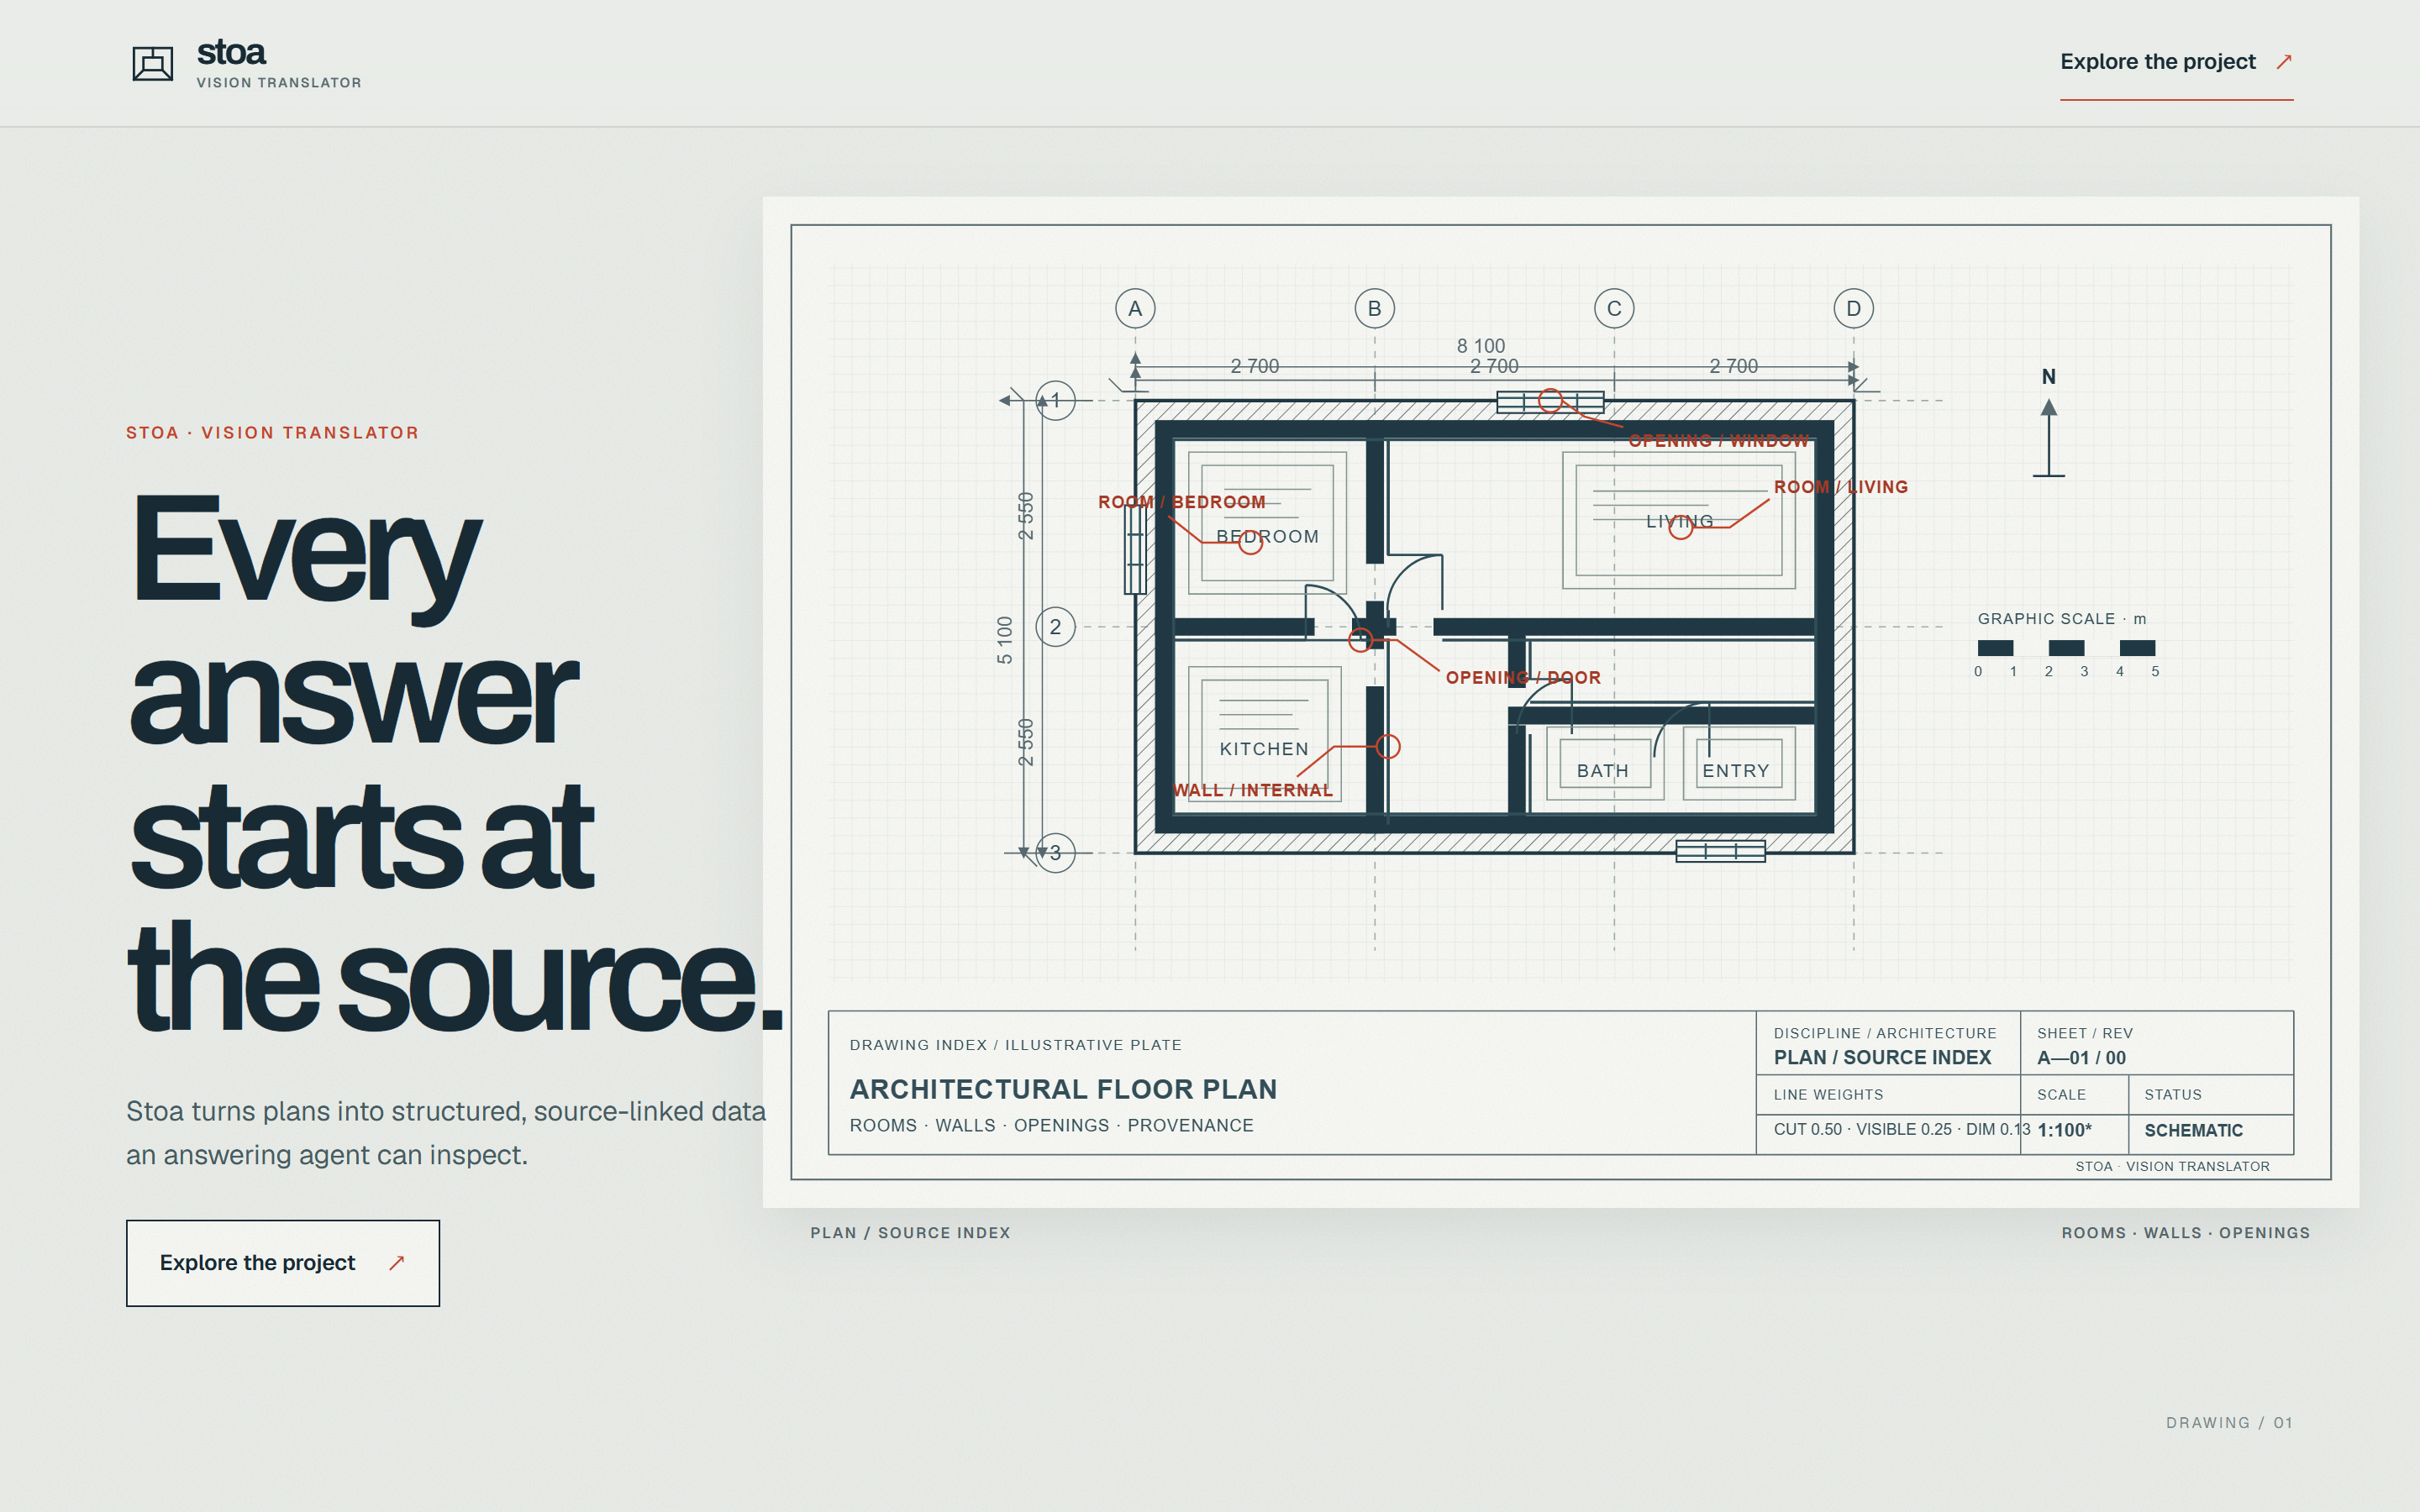 stoa
VISION TRANSLATOR
Explore the project ↗
STOA · VISION TRANSLATOR
Every
answer
starts at
the source.
Stoa turns plans into structured, source-linked data
an answering agent can inspect.
Explore the project ↗
A
B
C
D
8 100
2 700
2 700
2 700
1
2
3
2 550
5 100
2 550
N
OPENING / WINDOW
ROOM / BEDROOM
ROOM / LIVING
BEDROOM
LIVING
OPENING / DOOR
KITCHEN
WALL / INTERNAL
BATH
ENTRY
GRAPHIC SCALE · m
0 1 2 3 4 5
DRAWING INDEX / ILLUSTRATIVE PLATE
ARCHITECTURAL FLOOR PLAN
ROOMS · WALLS · OPENINGS · PROVENANCE
DISCIPLINE / ARCHITECTURE
PLAN / SOURCE INDEX
SHEET / REV
A—01 / 00
LINE WEIGHTS
CUT 0.50 · VISIBLE 0.25 · DIM 0.13
SCALE
1:100*
STATUS
SCHEMATIC
STOA · VISION TRANSLATOR
PLAN / SOURCE INDEX
ROOMS · WALLS · OPENINGS
DRAWING / 01